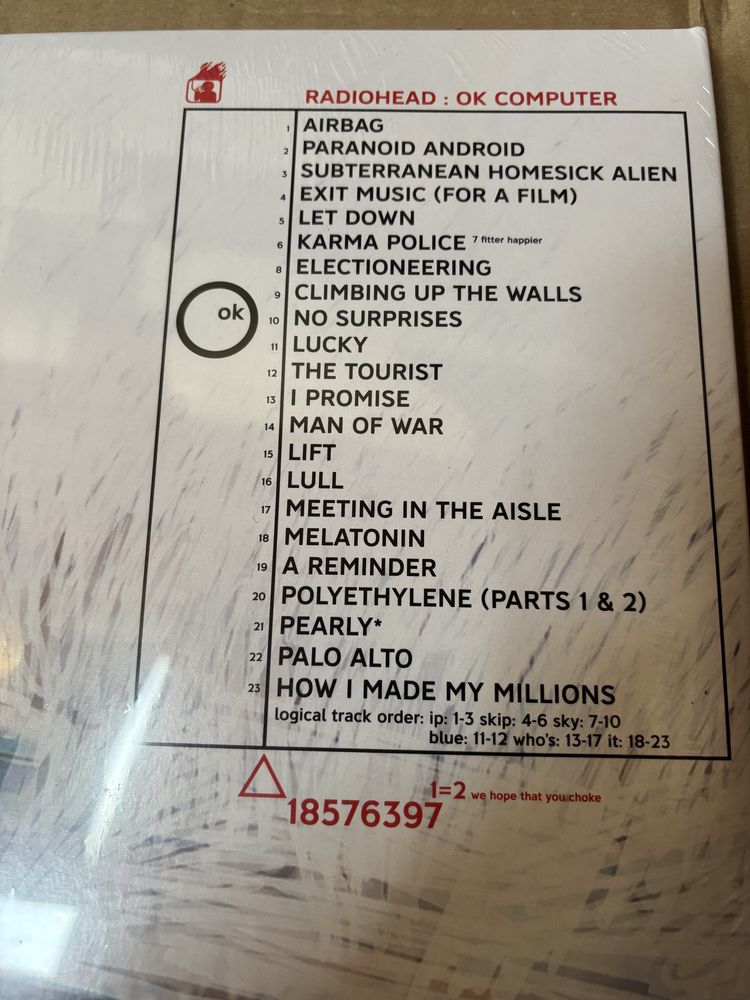 RADIOHEAD : OK COMPUTER
1 AIRBAG
2 PARANOID ANDROID
3 SUBTERRANEAN HOMESICK ALIEN
4 EXIT MUSIC (FOR A FILM)
5 LET DOWN
6 KARMA POLICE 7 fitter happier
8 ELECTIONEERING
9 CLIMBING UP THE WALLS
ok
10 NO SURPRISES
11 LUCKY
12 THE TOURIST
13 I PROMISE
14 MAN OF WAR
15 LIFT
16 LULL
17 MEETING IN THE AISLE
18 MELATONIN
19 A REMINDER
20 POLYETHYLENE (PARTS 1 & 2)
21 PEARLY*
22 PALO ALTO
23 HOW I MADE MY MILLIONS
logical track order: ip: 1-3 skip: 4-6 sky: 7-10
blue: 11-12 who's: 13-17 it: 18-23
1=2 we hope that you choke
18576397